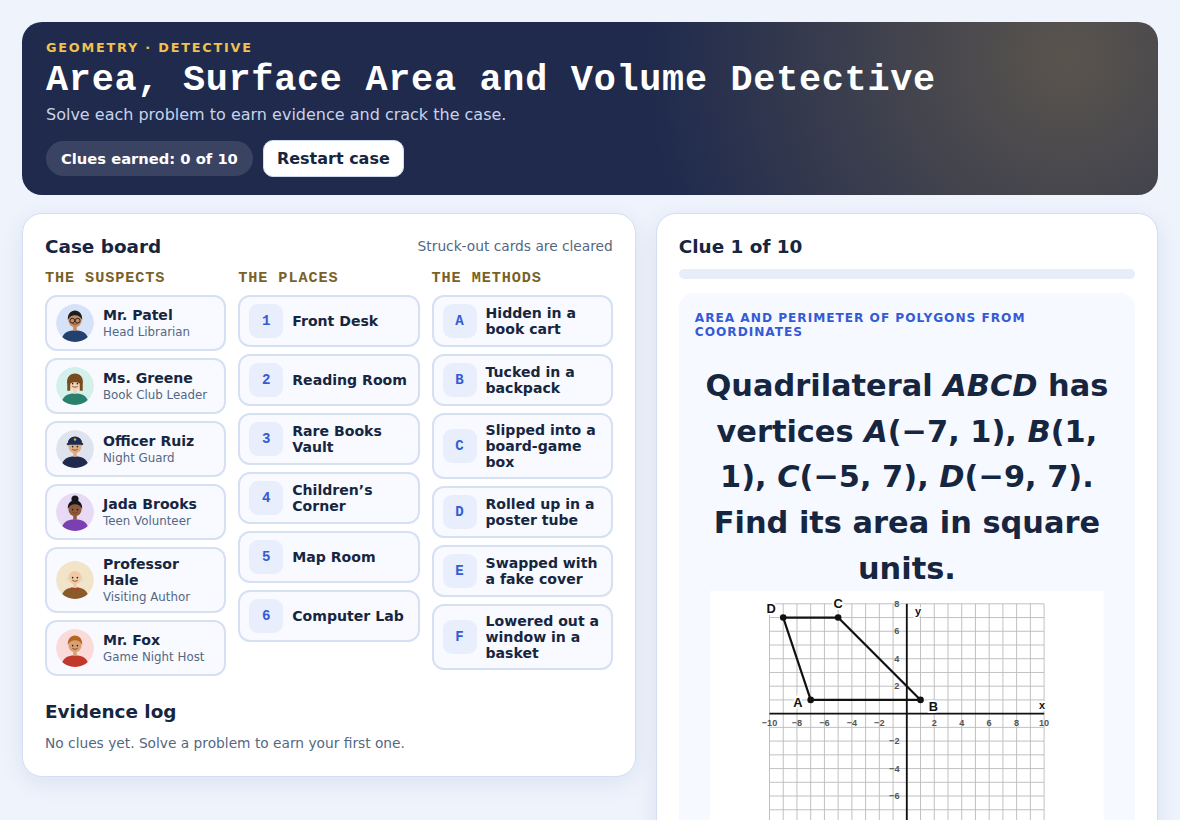 GEOMETRY · DETECTIVE
Area, Surface Area and Volume Detective
Solve each problem to earn evidence and crack the case.
Clues earned: 0 of 10
Restart case
Case board
Struck-out cards are cleared
THE SUSPECTS
Mr. Patel
Head Librarian
Ms. Greene
Book Club Leader
Officer Ruiz
Night Guard
Jada Brooks
Teen Volunteer
Professor
Hale
Visiting Author
Mr. Fox
Game Night Host
THE PLACES
1 Front Desk
2 Reading Room
3 Rare Books
Vault
4 Children’s
Corner
5 Map Room
6 Computer Lab
THE METHODS
A Hidden in a
book cart
B Tucked in a
backpack
C Slipped into a
board-game
box
D Rolled up in a
poster tube
E Swapped with
a fake cover
F Lowered out a
window in a
basket
Evidence log
No clues yet. Solve a problem to earn your first one.
Clue 1 of 10
AREA AND PERIMETER OF POLYGONS FROM
COORDINATES
Quadrilateral ABCD has
vertices A(−7, 1), B(1,
1), C(−5, 7), D(−9, 7).
Find its area in square
units.
D C 8 y
6
4
2
A B x
−10 −8 −6 −4 −2 2 4 6 8 10
−2
−4
−6